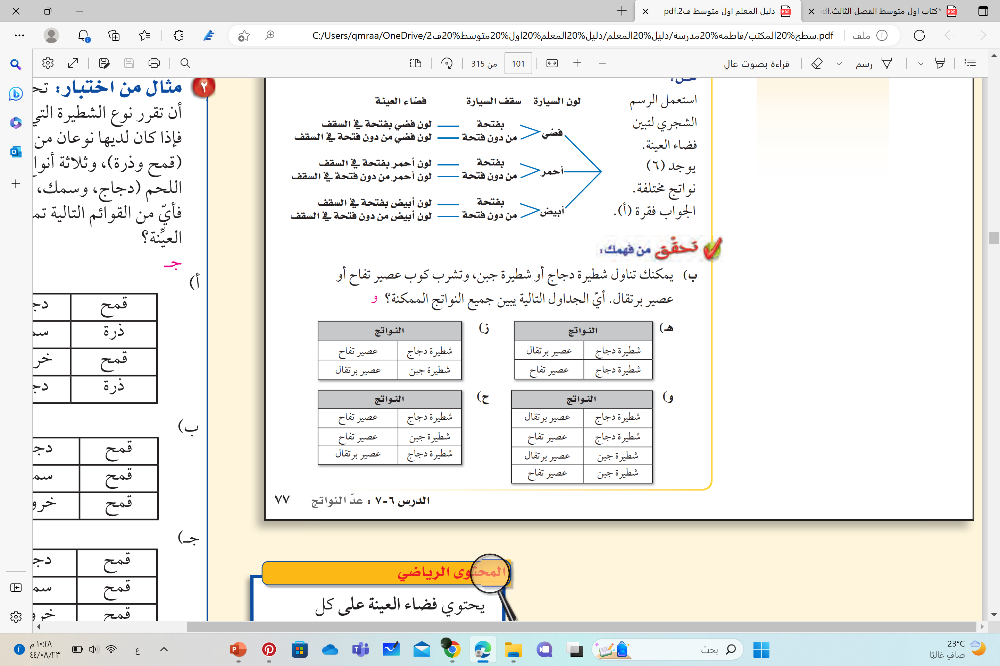 كتاب اول متوسط الفصل الثالث.pdf*
دليل المعلم اول متوسط ف2.pdf
ملف
C:/Users/qmraa/OneDrive/سطح%20المكتب/فاطمه%20مدرسة/دليل%20المعلم/دليل%20المعلم%20اول%20متوسط%20ف2.pdf
رسم
قراءة بصوت عالٍ
101
من 315
حل:
استعمل الرسم
الشجري لتبين
فضاء العينة.
يوجد (٦)
نواتج مختلفة.
الجواب فقرة (أ).
لون السيارة
سقف السيارة
فضاء العينة
فضي
بفتحة
لون فضي بفتحة في السقف
من دون فتحة
لون فضي من دون فتحة في السقف
أحمر
بفتحة
لون أحمر بفتحة في السقف
من دون فتحة
لون أحمر من دون فتحة في السقف
أبيض
بفتحة
لون أبيض بفتحة في السقف
من دون فتحة
لون أبيض من دون فتحة في السقف
تحقق من فهمك:
ب) يمكنك تناول شطيرة دجاج أو شطيرة جبن، وتشرب كوب عصير تفاح أو
عصير برتقال. أيّ الجداول التالية يبين جميع النواتج الممكنة؟ و
هـ)
النواتج
شطيرة دجاج عصير برتقال
شطيرة دجاج عصير تفاح
ز)
النواتج
شطيرة دجاج عصير تفاح
شطيرة جبن عصير برتقال
و)
النواتج
شطيرة دجاج عصير برتقال
شطيرة دجاج عصير تفاح
شطيرة جبن عصير برتقال
شطيرة جبن عصير تفاح
ح)
النواتج
شطيرة دجاج عصير تفاح
شطيرة جبن عصير تفاح
شطيرة دجاج عصير برتقال
الدرس ٦-٧ : عدّ النواتج ٧٧
المحتوى الرياضي
يحتوي فضاء العينة على كل
٢ مثال من اختبار: تح
أن تقرر نوع الشطيرة التي
فإذا كان لديها نوعان من
(قمح وذرة)، وثلاثة أنوا
اللحم (دجاج، وسمك،
فأيّ من القوائم التالية تم
العيِّنة؟
جـ
أ)
قمح دج
ذرة سم
قمح خر
ذرة دج
ب)
قمح دج
قمح سم
قمح خرو
جـ)
قمح دج
قمح سم
قمح خرو
23°C
صافٍ غالبًا
بحث
ع
١٠:٢٨ م
٤٤/٠٨/٢٣
٢